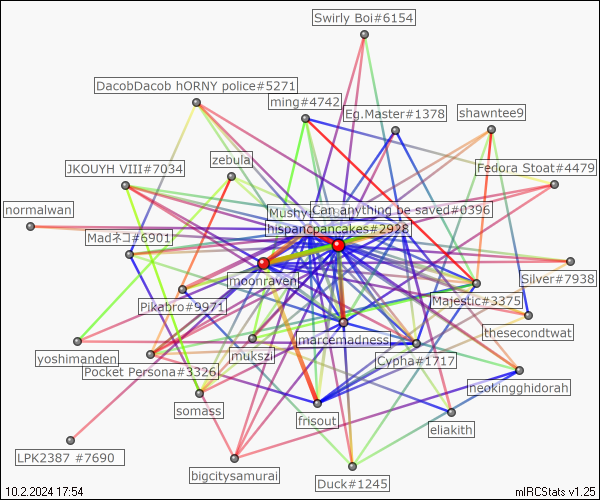 Swirly Boi#6154
DacobDacob hORNY police#5271
ming#4742
Eg.Master#1378
shawntee9
zebula
JKOUYH VIII#7034
Fedora Stoat#4479
normalwan
Can anything be saved#0396
hispancpancakes#2928
Madネコ#6901
moonraven
Silver#7938
Majestic#3375
Pikabro#9971
thesecondtwat
marcemadness
yoshimanden
mukszi
Cypha#1717
Pocket Persona#3326
neokingghidorah
somass
frisout
eliakith
LPK2387 #7690
bigcitysamurai
Duck#1245
10.2.2024 17:54
mIRCStats v1.25